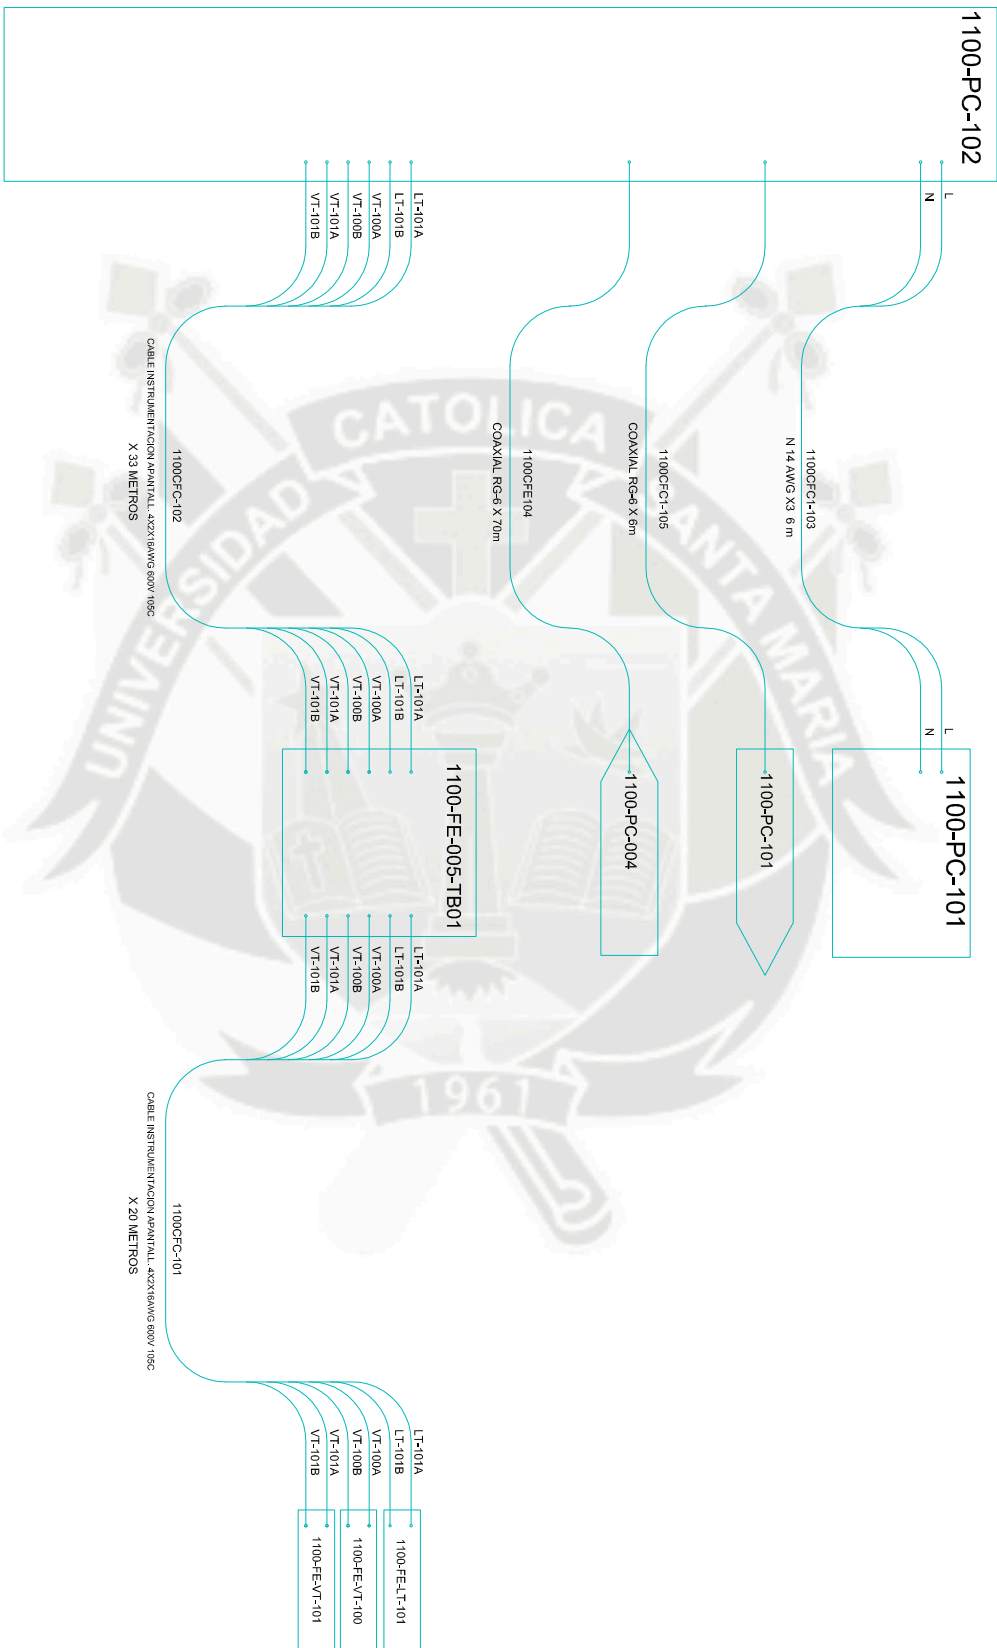 1100-PC-102
L
N
1100CFC1-103
N 14 AWG X3  6 m
L
N
1100-PC-101
1100CFC1-105
COAXIAL RG-6 X 6m
1100-PC-101
1100CFE104
COAXIAL RG-6 X 70m
1100-PC-004
LT-101A
LT-101B
VT-100A
VT-100B
VT-101A
VT-101B
1100CFC-102
CABLE INSTRUMENTACION APANTALL. 4X2X16AWG 600V 105C
X 33 METROS
LT-101A
LT-101B
VT-100A
VT-100B
VT-101A
VT-101B
1100-FE-005-TB01
LT-101A
LT-101B
VT-100A
VT-100B
VT-101A
VT-101B
1100CFC-101
CABLE INSTRUMENTACION APANTALL. 4X2X16AWG 600V 105C
X 20 METROS
LT-101A
LT-101B
VT-100A
VT-100B
VT-101A
VT-101B
1100-FE-LT-101
1100-FE-VT-100
1100-FE-VT-101
UNIVERSIDAD CATOLICA SANTA MARIA
1961